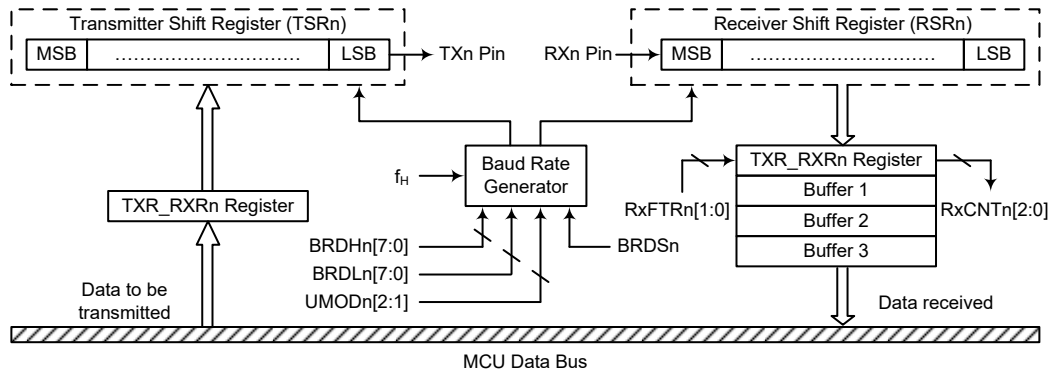 Transmitter Shift Register (TSRn)
MSB ………………………… LSB
TXn Pin
Receiver Shift Register (RSRn)
RXn Pin
MSB ………………………… LSB
Baud Rate
Generator
fH
TXR_RXRn Register
TXR_RXRn Register
Buffer 1
Buffer 2
Buffer 3
RxFTRn[1:0]
RxCNTn[2:0]
BRDHn[7:0]
BRDLn[7:0]
UMODn[2:1]
BRDSn
Data to be
transmitted
Data received
MCU Data Bus